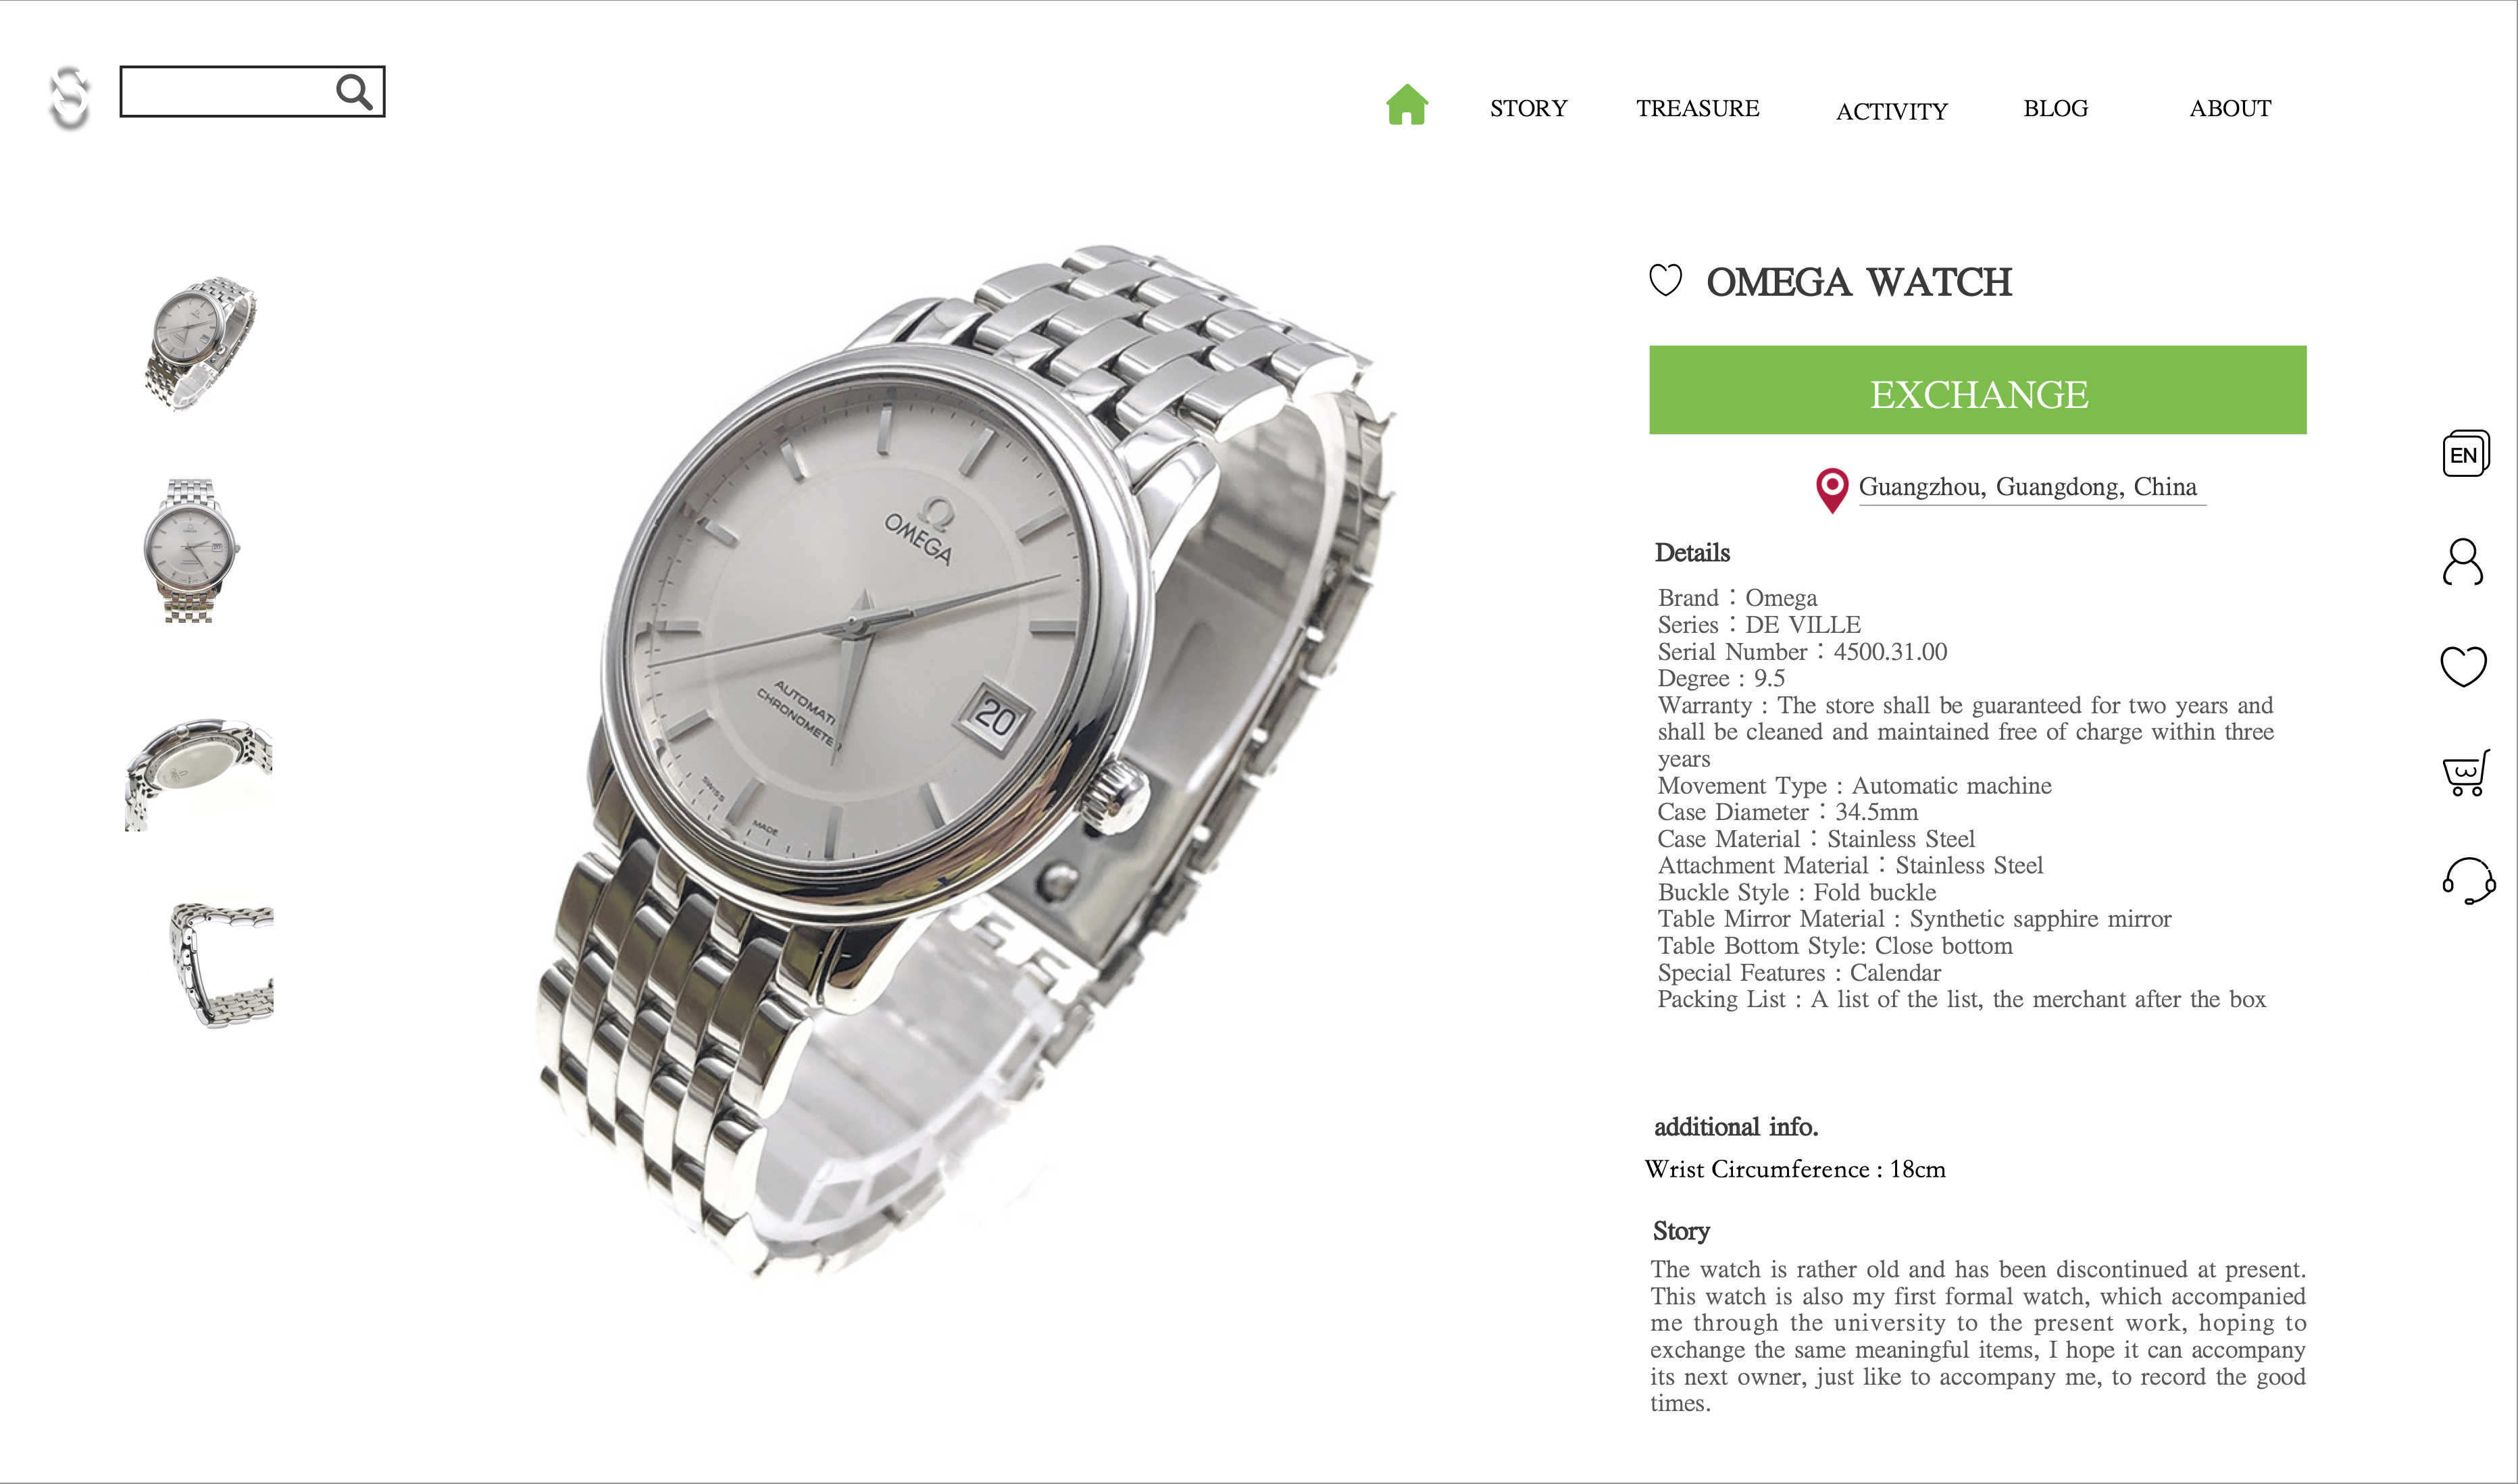 STORY TREASURE ACTIVITY BLOG ABOUT
OMEGA
AUTOMATI
CHRONOMETER
20
SWISS
MADE
OMEGA WATCH
EXCHANGE
Guangzhou, Guangdong, China
EN
Details
Brand：Omega
Series：DE VILLE
Serial Number：4500.31.00
Degree : 9.5
Warranty : The store shall be guaranteed for two years and
shall be cleaned and maintained free of charge within three
years
Movement Type : Automatic machine
Case Diameter：34.5mm
Case Material：Stainless Steel
Attachment Material：Stainless Steel
Buckle Style : Fold buckle
Table Mirror Material : Synthetic sapphire mirror
Table Bottom Style: Close bottom
Special Features : Calendar
Packing List : A list of the list, the merchant after the box
additional info.
Wrist Circumference : 18cm
Story
The watch is rather old and has been discontinued at present.
This watch is also my first formal watch, which accompanied
me through the university to the present work, hoping to
exchange the same meaningful items, I hope it can accompany
its next owner, just like to accompany me, to record the good
times.